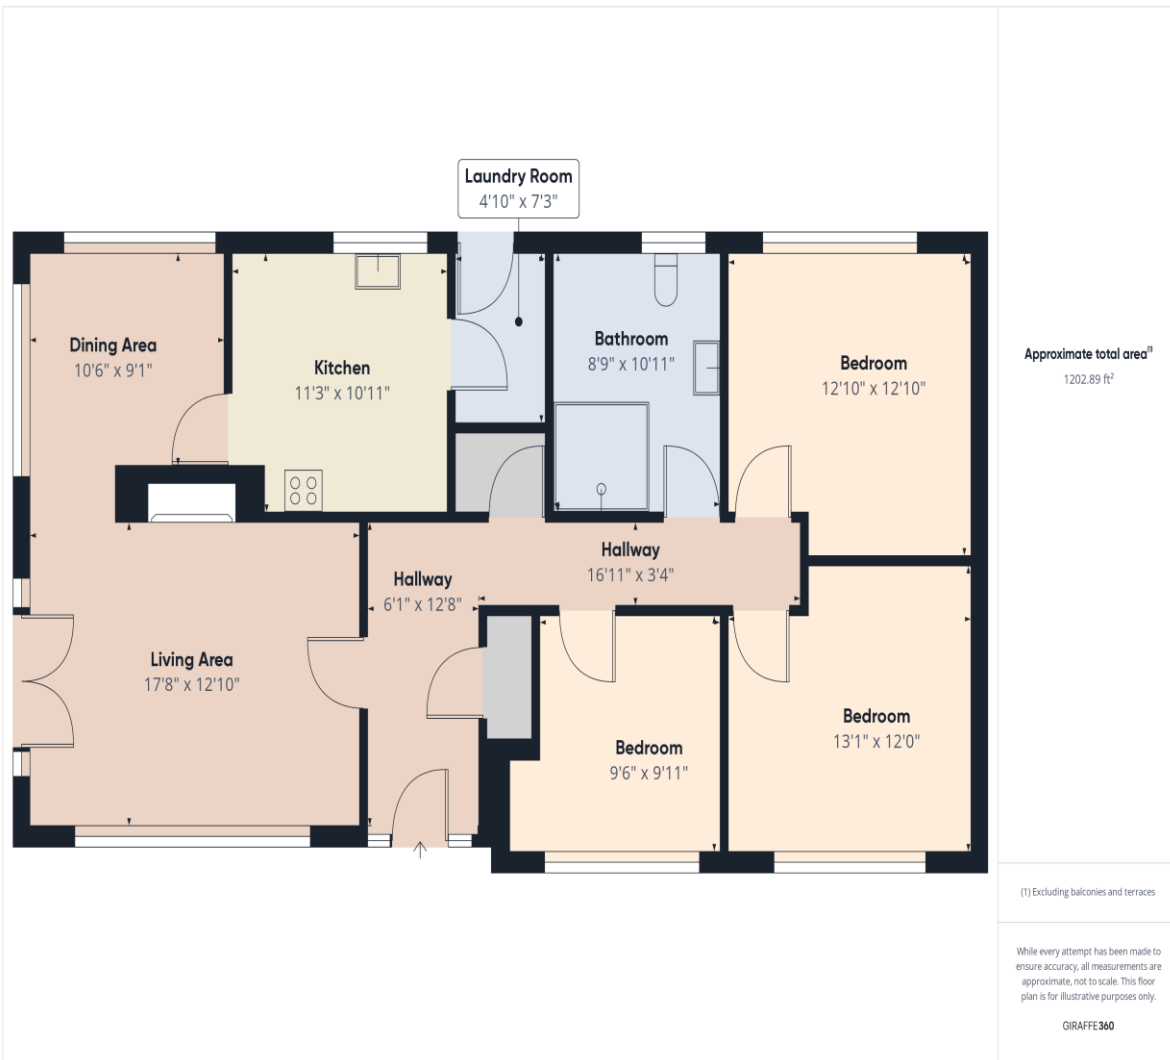 Laundry Room
4'10" x 7'3"
Dining Area
10'6" x 9'1"
Kitchen
11'3" x 10'11"
Bathroom
8'9" x 10'11"
Bedroom
12'10" x 12'10"
Hallway
16'11" x 3'4"
Hallway
6'1" x 12'8"
Living Area
17'8" x 12'10"
Bedroom
9'6" x 9'11"
Bedroom
13'1" x 12'0"
Approximate total area⁽¹⁾
1202.89 ft²
(1) Excluding balconies and terraces
While every attempt has been made to
ensure accuracy, all measurements are
approximate, not to scale. This floor
plan is for illustrative purposes only.
GIRAFFE360